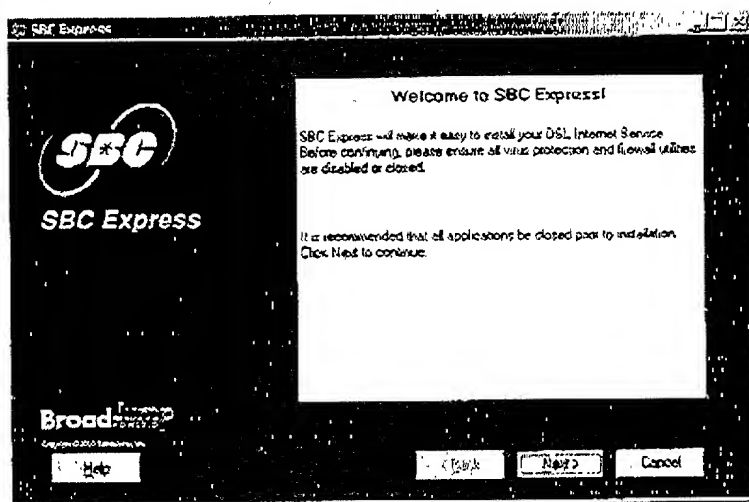 SBC Express
Welcome to SBC Express!
SBC Express will make it easy to install your DSL Internet Service.
Before continuing, please ensure all virus protection and firewall utilities
are disabled or closed.
SBC
SBC Express
It is recommended that all applications be closed prior to installation.
Click Next to continue.
Broad
Help
< Back
Next >
Cancel